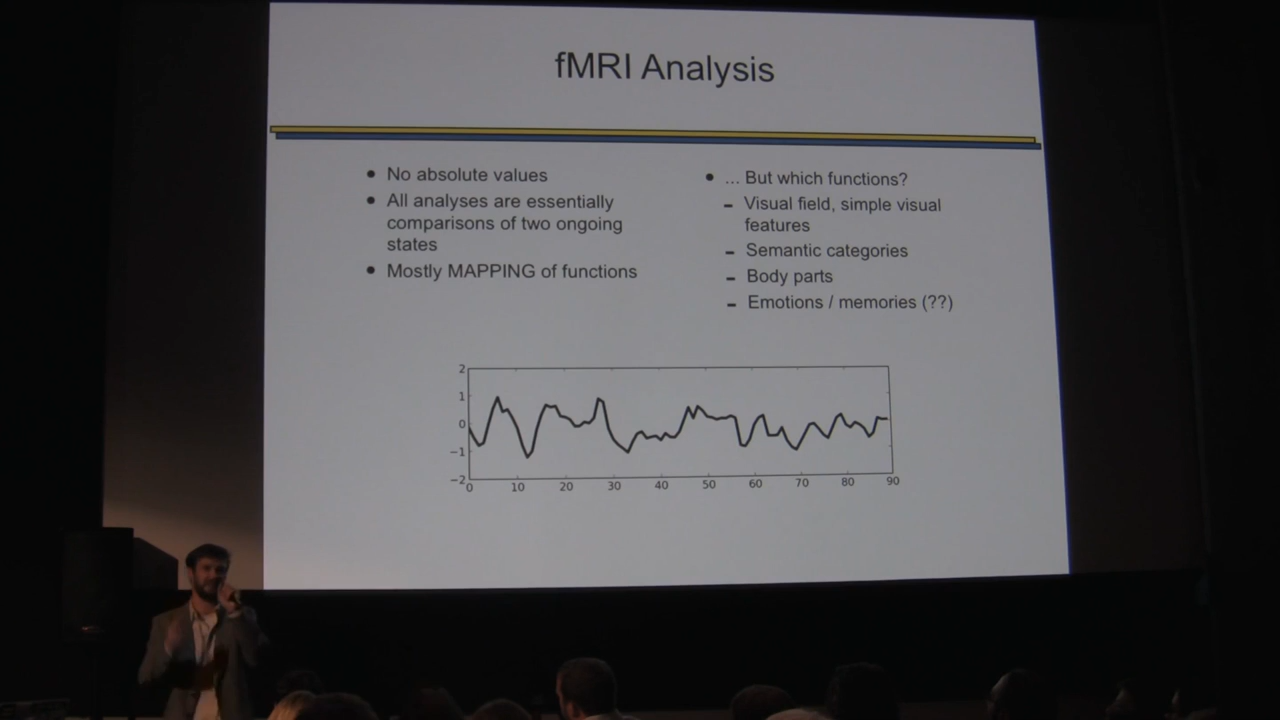 fMRI Analysis
• No absolute values
• All analyses are essentially
comparisons of two ongoing
states
• Mostly MAPPING of functions
• ... But which functions?
– Visual field, simple visual
features
– Semantic categories
– Body parts
– Emotions / memories (??)
2
1
0
−1
−2
0 10 20 30 40 50 60 70 80 90